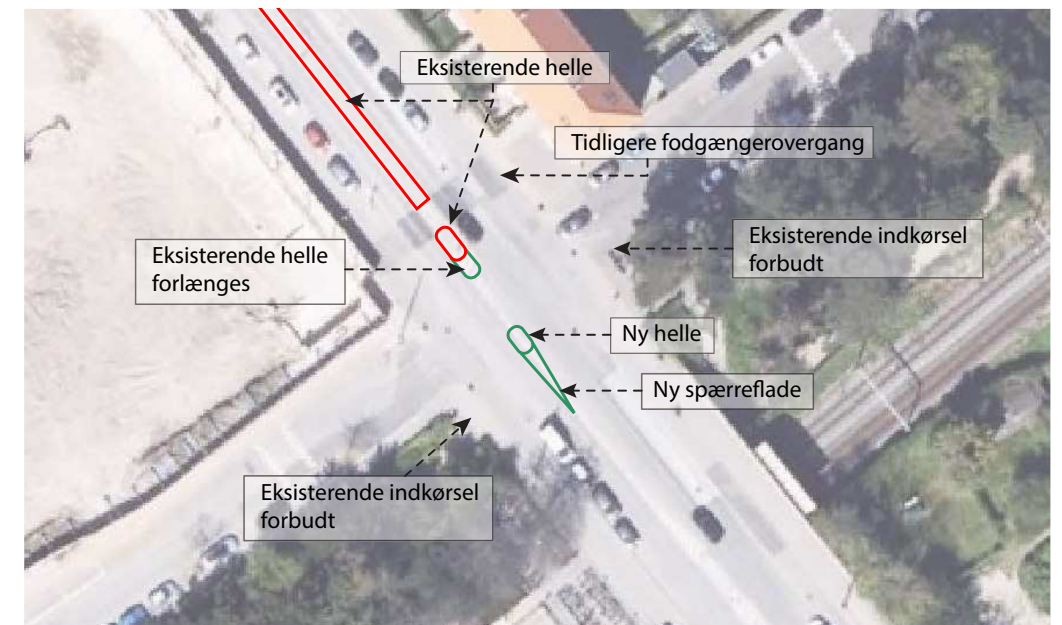 Eksisterende helle
Tidligere fodgængerovergang
Eksisterende indkørsel
forbudt
Eksisterende helle
forlænges
Ny helle
Ny spærreflade
Eksisterende indkørsel
forbudt